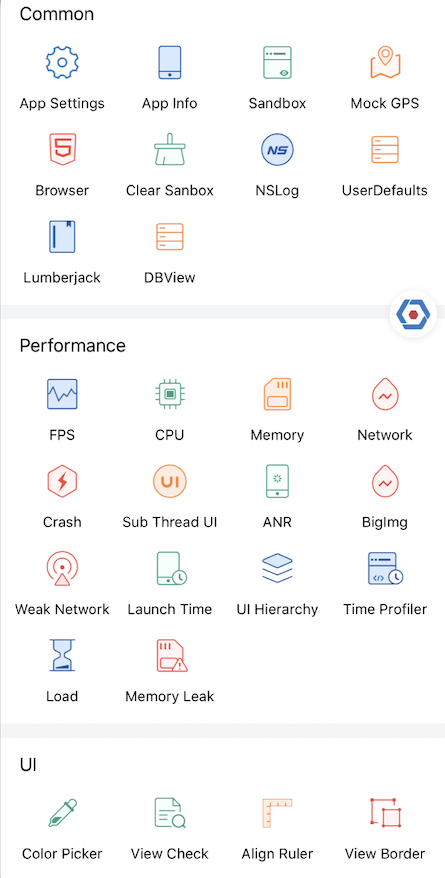 Common
App Settings App Info Sandbox Mock GPS
5 NS
Browser Clear Sanbox NSLog UserDefaults
Lumberjack DBView
Performance
FPS CPU Memory Network
UI
Crash Sub Thread UI ANR BigImg
</>
Weak Network Launch Time UI Hierarchy Time Profiler
Load Memory Leak
UI
Color Picker View Check Align Ruler View Border